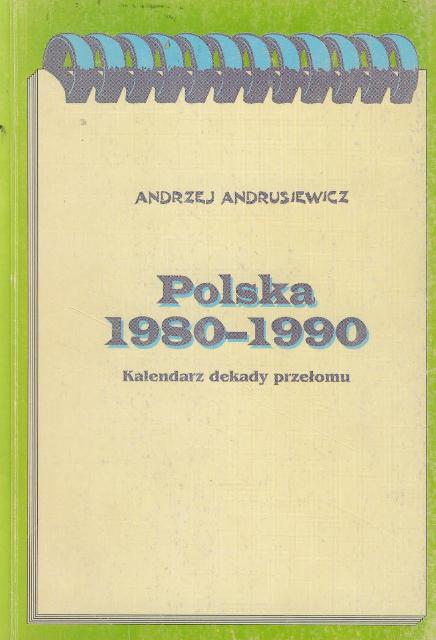 ANDRZEJ ANDRUSIEWICZ
Polska
1980–1990
Kalendarz dekady przełomu